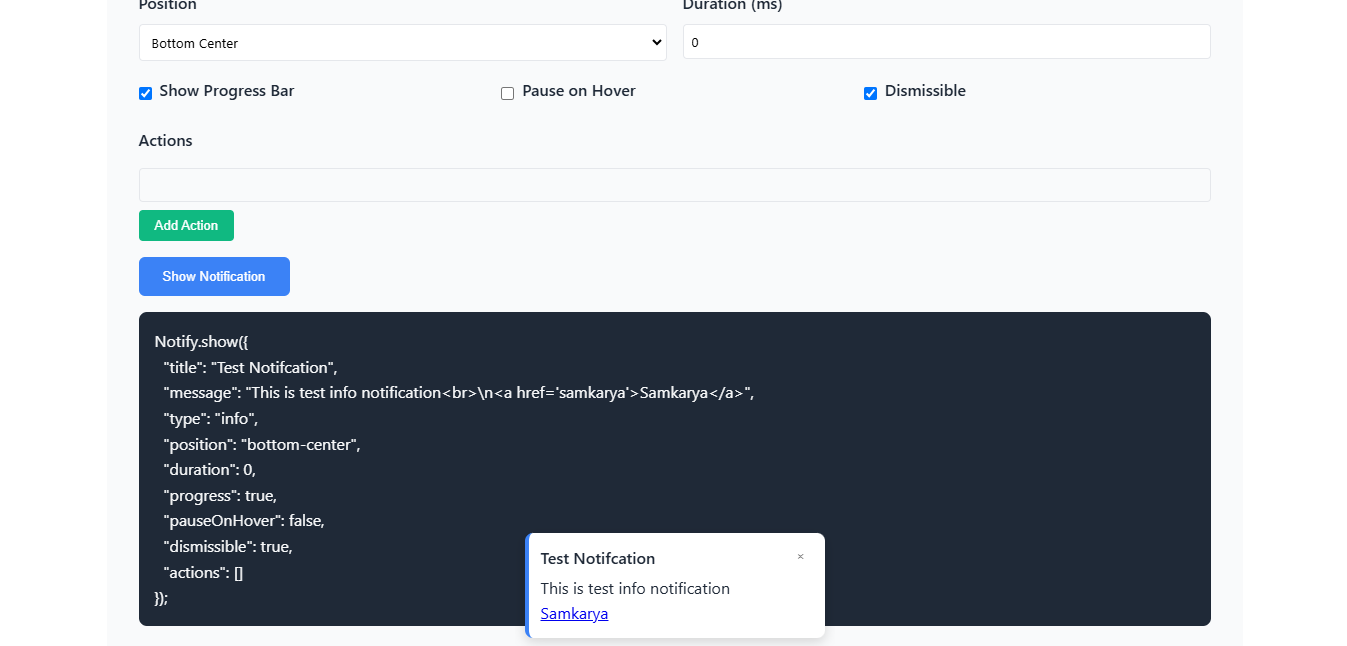 Position
Duration (ms)
Bottom Center
0
Show Progress Bar
Pause on Hover
Dismissible
Actions
Add Action
Show Notification
Notify.show({
"title": "Test Notifcation",
"message": "This is test info notification<br>\n<a href='samkarya'>Samkarya</a>",
"type": "info",
"position": "bottom-center",
"duration": 0,
"progress": true,
"pauseOnHover": false,
"dismissible": true,
"actions": []
});
Test Notifcation ×
This is test info notification
Samkarya